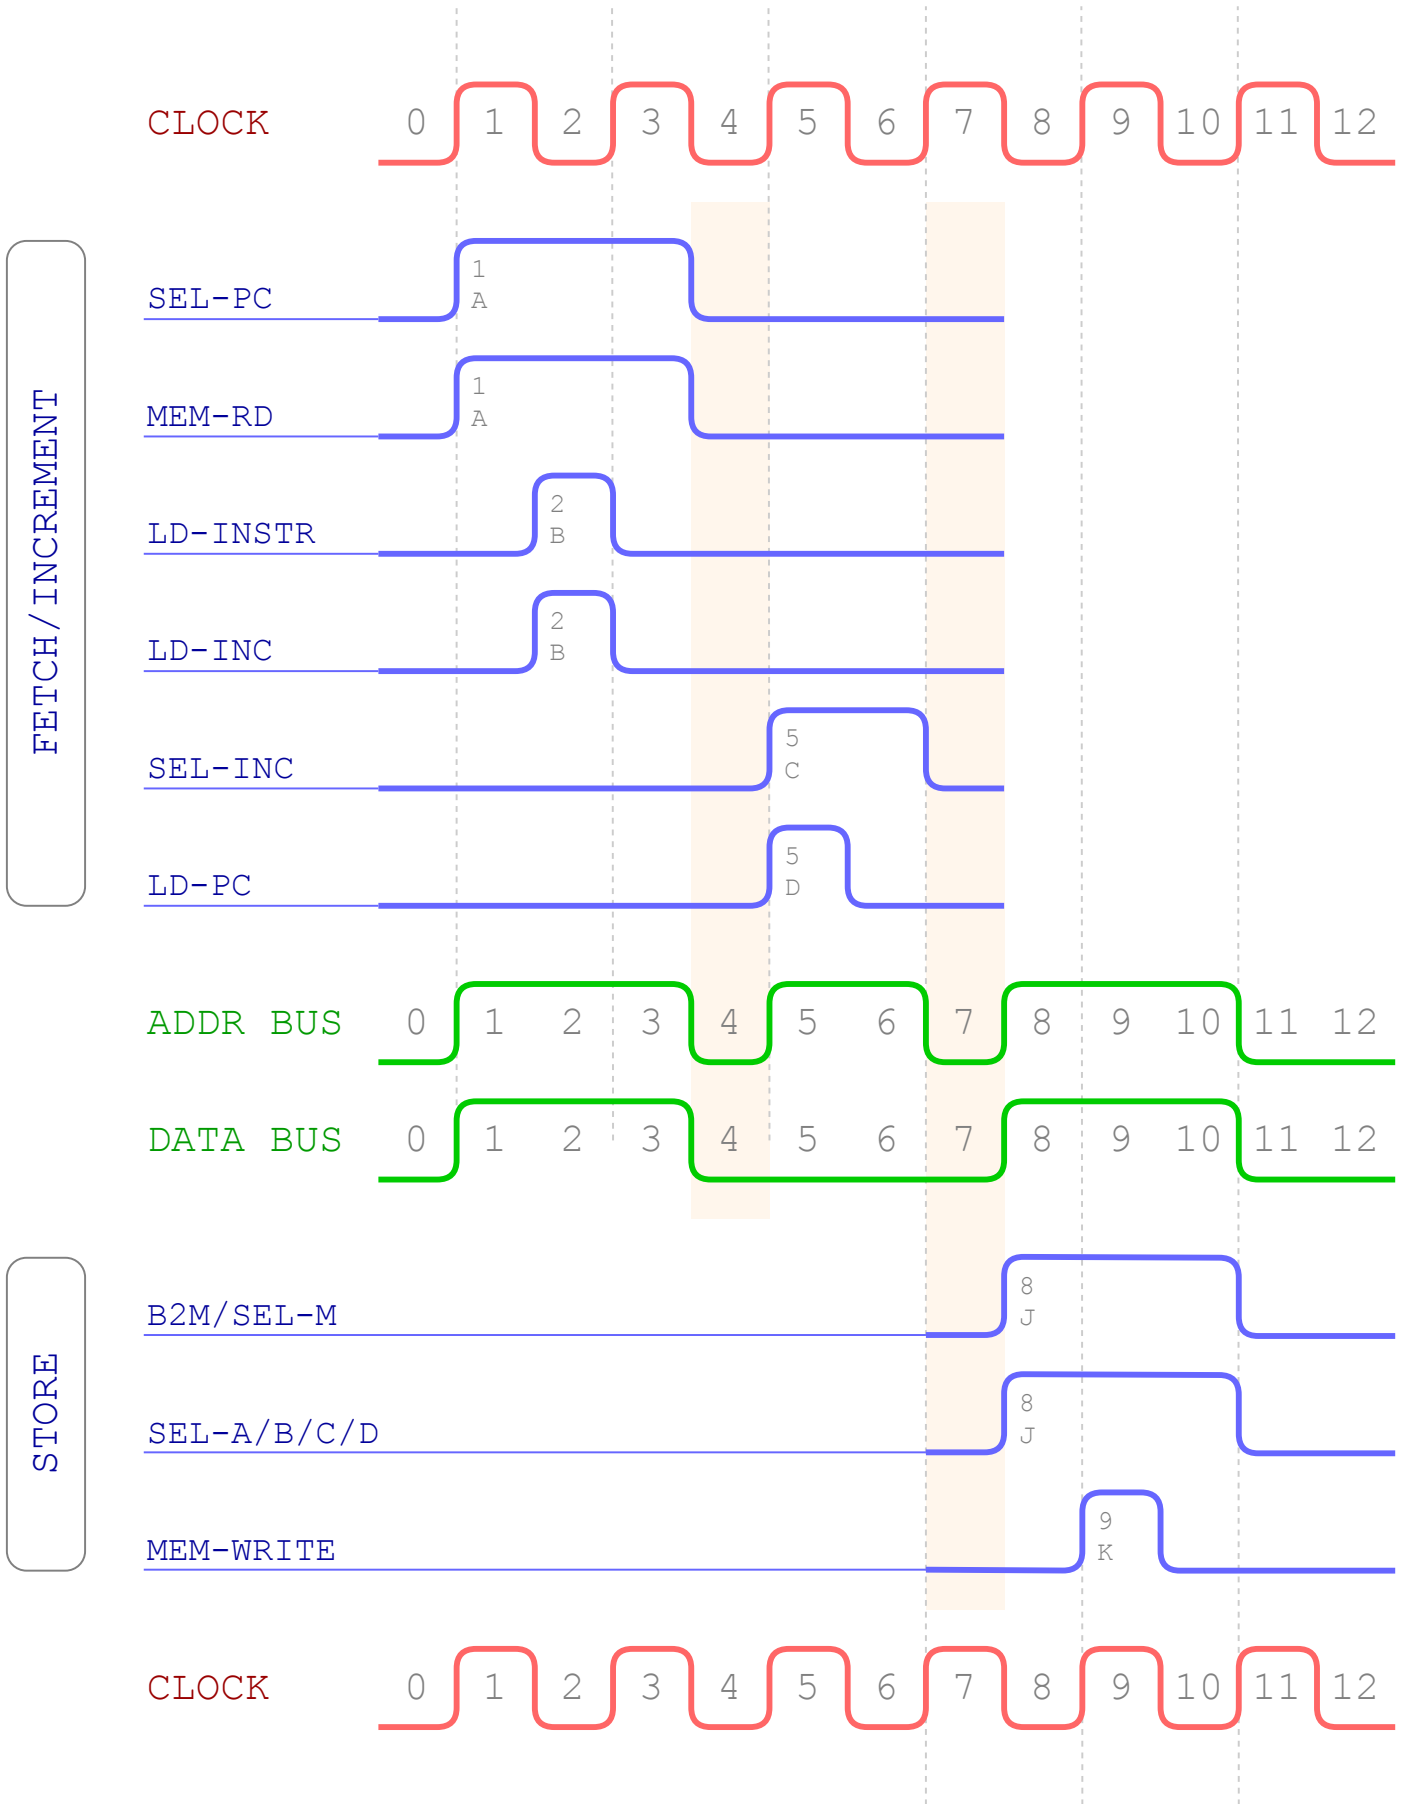 CLOCK 0 1 2 3 4 5 6 7 8 9 10 11 12
FETCH/INCREMENT
SEL-PC
1
A
MEM-RD
1
A
LD-INSTR
2
B
LD-INC
2
B
SEL-INC
5
C
LD-PC
5
D
ADDR BUS 0 1 2 3 4 5 6 7 8 9 10 11 12
DATA BUS 0 1 2 3 4 5 6 7 8 9 10 11 12
STORE
B2M/SEL-M
8
J
SEL-A/B/C/D
8
J
MEM-WRITE
9
K
CLOCK 0 1 2 3 4 5 6 7 8 9 10 11 12